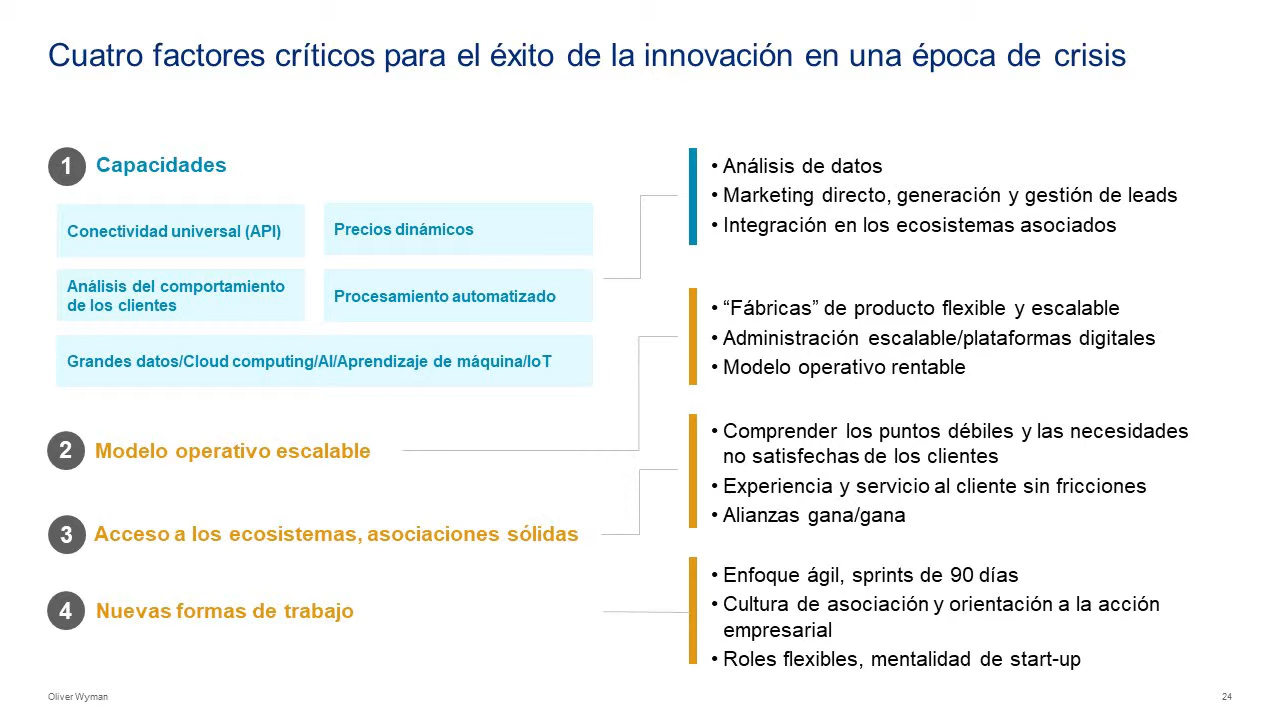 Cuatro factores críticos para el éxito de la innovación en una época de crisis
1 Capacidades
Conectividad universal (API)
Precios dinámicos
Análisis del comportamiento
de los clientes
Procesamiento automatizado
Grandes datos/Cloud computing/AI/Aprendizaje de máquina/IoT
• Análisis de datos
• Marketing directo, generación y gestión de leads
• Integración en los ecosistemas asociados
2 Modelo operativo escalable
• “Fábricas” de producto flexible y escalable
• Administración escalable/plataformas digitales
• Modelo operativo rentable
3 Acceso a los ecosistemas, asociaciones sólidas
• Comprender los puntos débiles y las necesidades
no satisfechas de los clientes
• Experiencia y servicio al cliente sin fricciones
• Alianzas gana/gana
4 Nuevas formas de trabajo
• Enfoque ágil, sprints de 90 días
• Cultura de asociación y orientación a la acción
empresarial
• Roles flexibles, mentalidad de start-up
Oliver Wyman
24